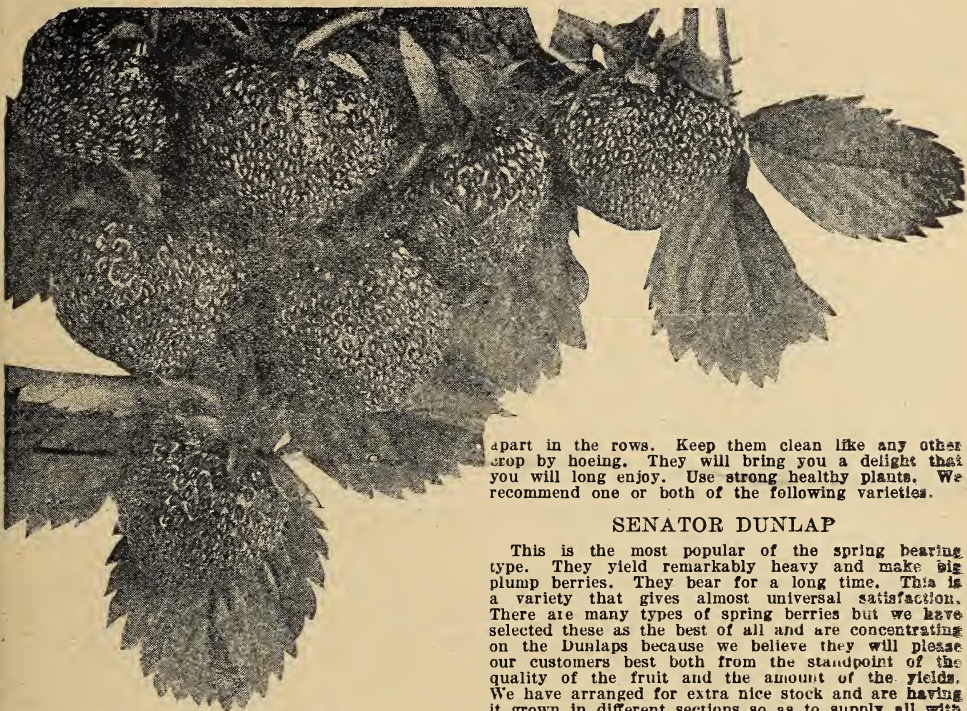 apart in the rows. Keep them clean like any other
crop by hoeing. They will bring you a delight that
you will long enjoy. Use strong healthy plants. We
recommend one or both of the following varieties.
SENATOR DUNLAP
This is the most popular of the spring bearing
type. They yield remarkably heavy and make big
plump berries. They bear for a long time. This is
a variety that gives almost universal satisfaction.
There are many types of spring berries but we have
selected these as the best of all and are concentrating
on the Dunlaps because we believe they will please
our customers best both from the standpoint of the
quality of the fruit and the amount of the yields.
We have arranged for extra nice stock and are having
it grown in different sections so as to supply all with